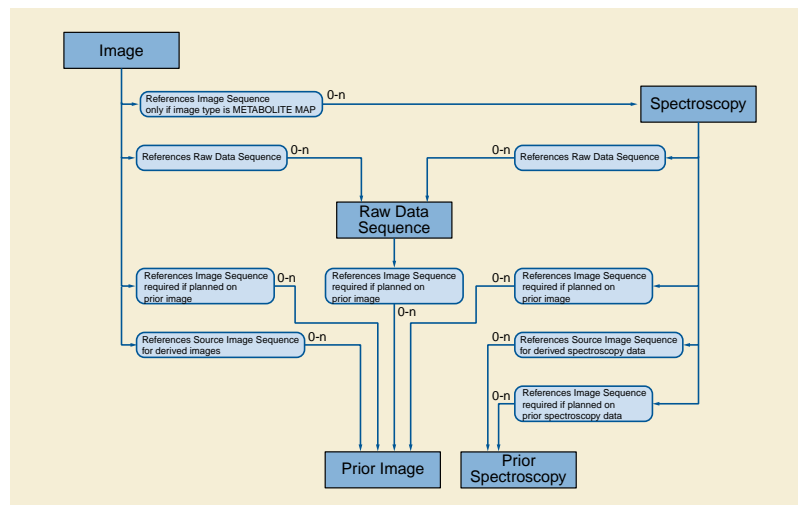 Image
References Image Sequence
only if image type is METABOLITE MAP
0-n
Spectroscopy
References Raw Data Sequence
0-n
0-n
References Raw Data Sequence
Raw Data
Sequence
References Image Sequence
required if planned on
prior image
0-n
References Image Sequence
required if planned on
prior image
0-n
0-n
References Image Sequence
required if planned on
prior image
References Source Image Sequence
for derived images
0-n
0-n
References Source Image Sequence
for derived spectroscopy data
0-n
References Image Sequence
required if planned on
prior spectroscopy data
Prior Image
Prior
Spectroscopy